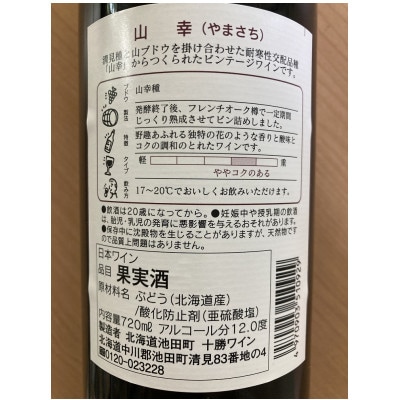 山 幸（やまさち）
清見種と山ブドウを掛け合わせた耐寒性交配品種
「山幸」からつくられたビンテージワインです。
ブドウ 山幸種
製法 発酵終了後、フレンチオーク樽で一定期間
じっくり熟成させてビン詰めしました。
特徴 野趣あふれる独特の花のような香りと酸味と
コクの調和のとれたワインです。
タイプ 軽 重
ややコクのある
飲み方 17〜20℃でおいしくお飲みいただけます。
●飲酒は20歳になってから。●妊娠中や授乳期の飲酒
は、胎児・乳児の発育に悪影響を与えるおそれがあります。
●保存中に沈殿物を生じることがありますが、天然物です
ので品質上問題はありません。
日本ワイン
品目 果実酒
原材料名 ぶどう（北海道産）
/酸化防止剤（亜硫酸塩）
内容量720mℓ アルコール分12.0度
製造者 北海道池田町 十勝ワイン
北海道中川郡池田町清見83番地の4
0120-023228